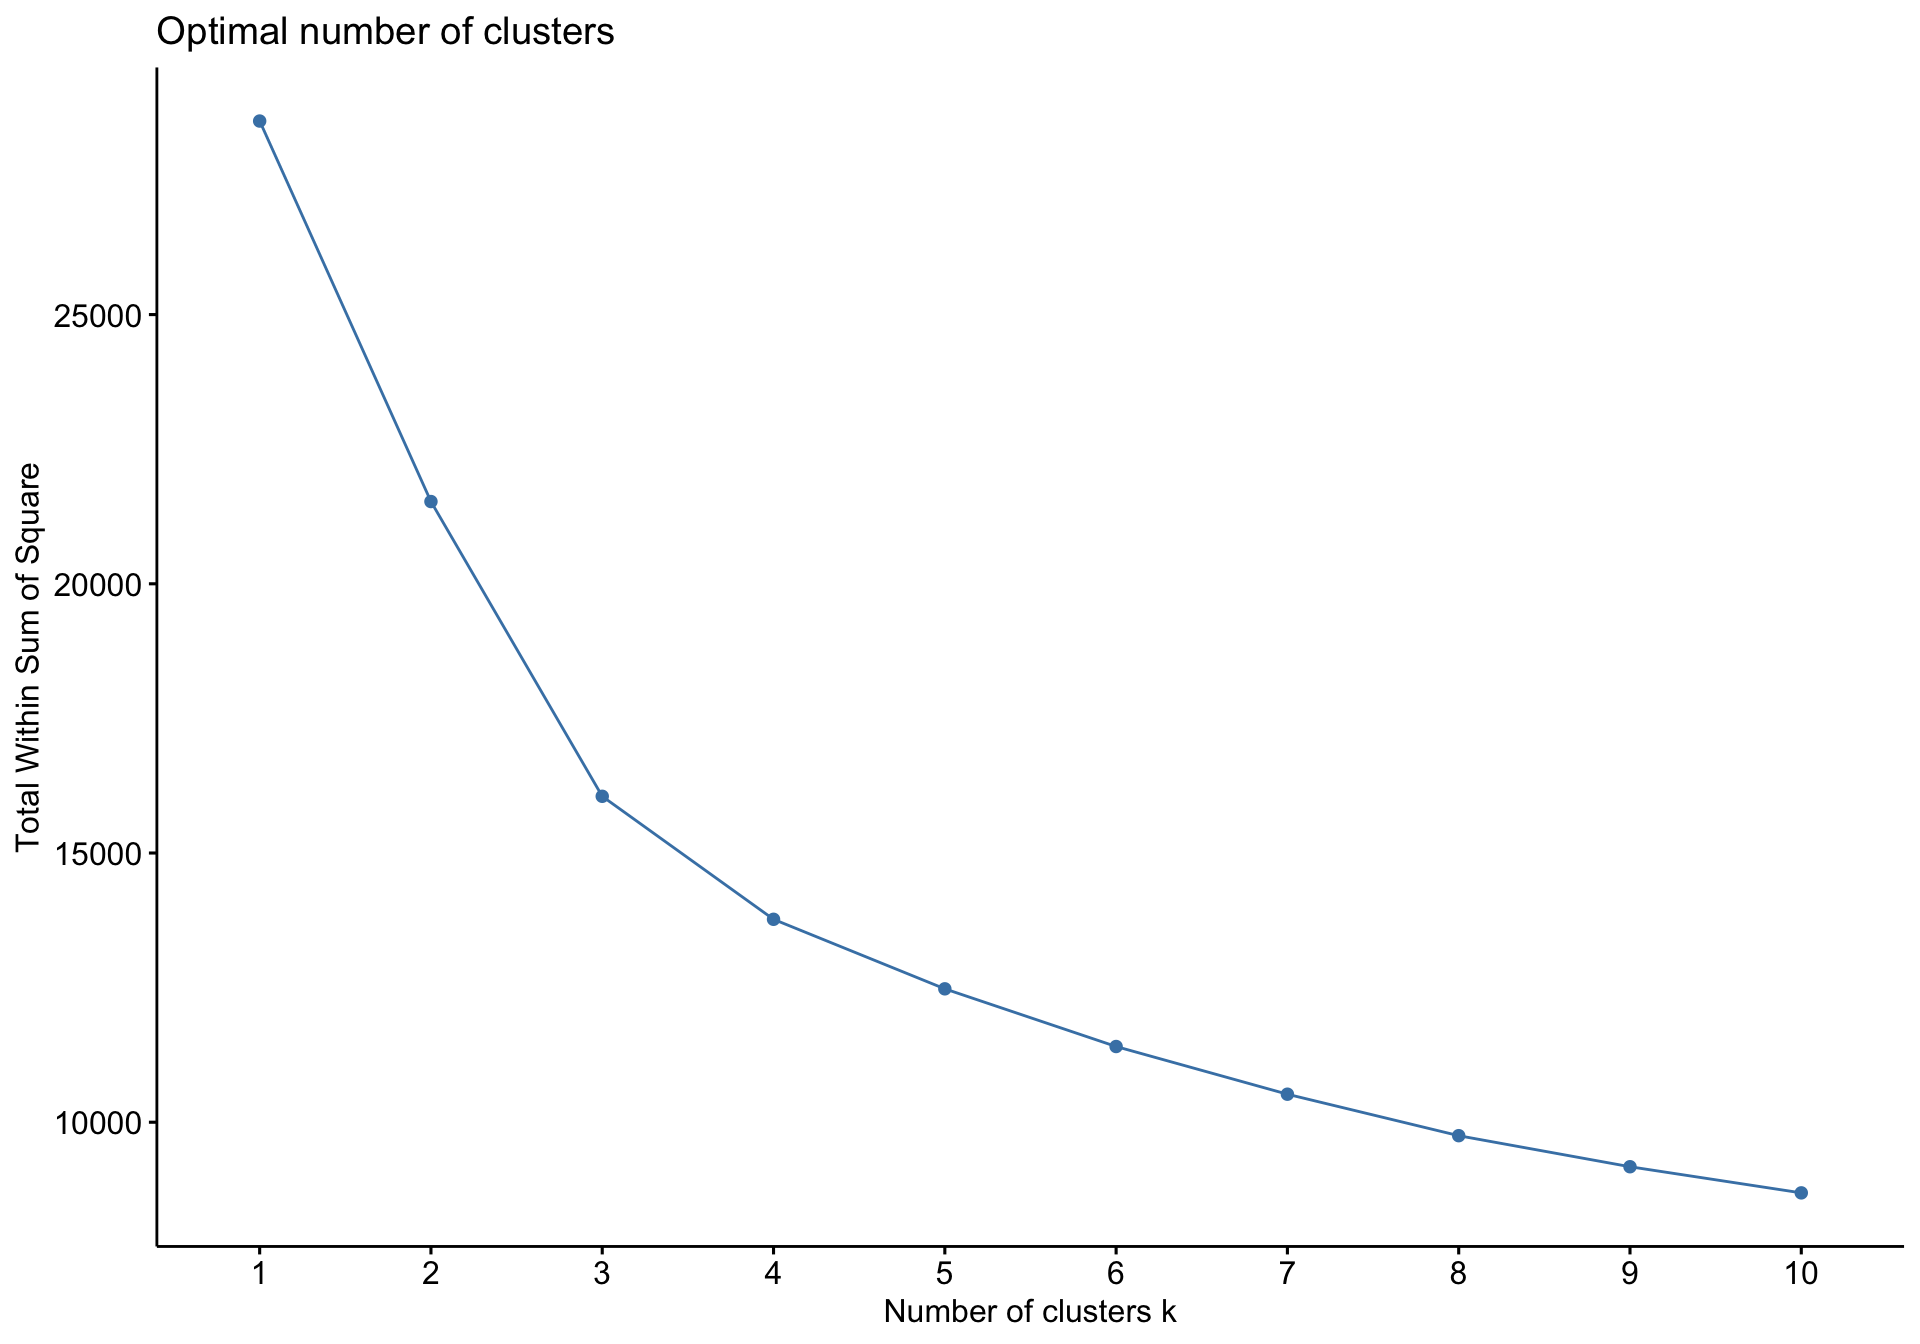 Optimal number of clusters
Total Within Sum of Square
25000
20000
15000
10000
1 2 3 4 5 6 7 8 9 10
Number of clusters k